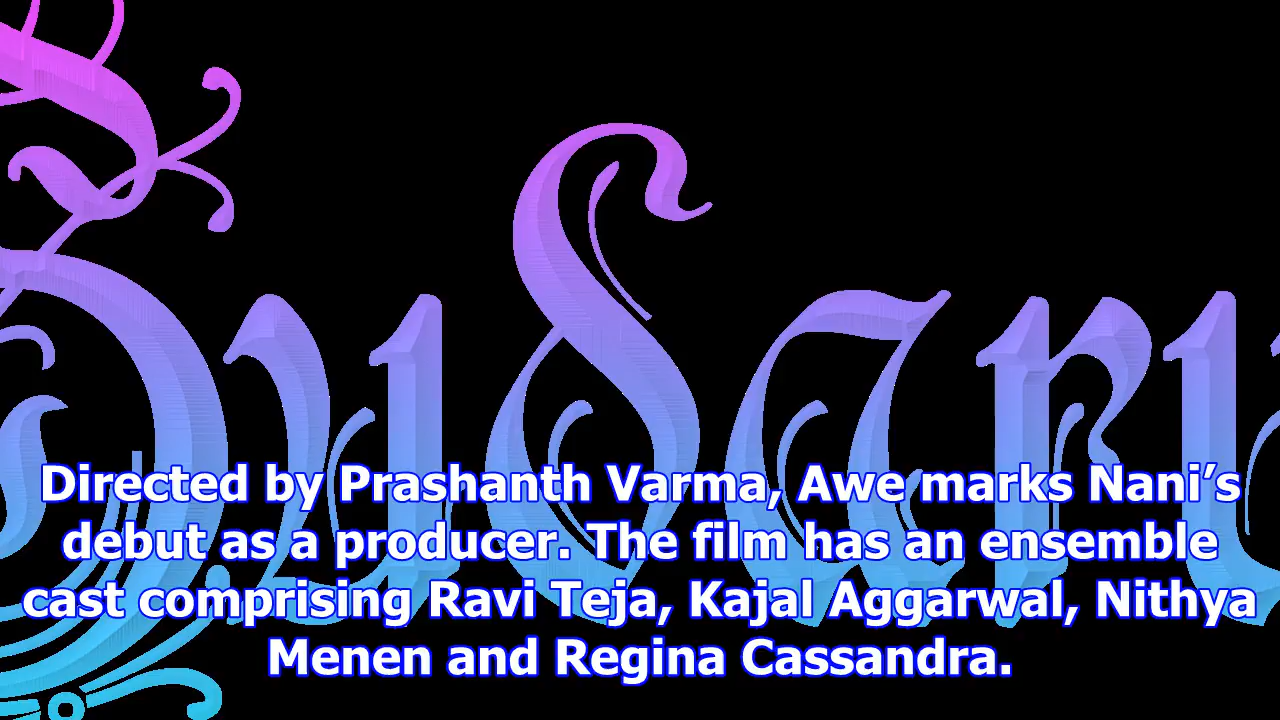 Directed by Prashanth Varma, Awe marks Nani’s
debut as a producer. The film has an ensemble
cast comprising Ravi Teja, Kajal Aggarwal, Nithya
Menen and Regina Cassandra.